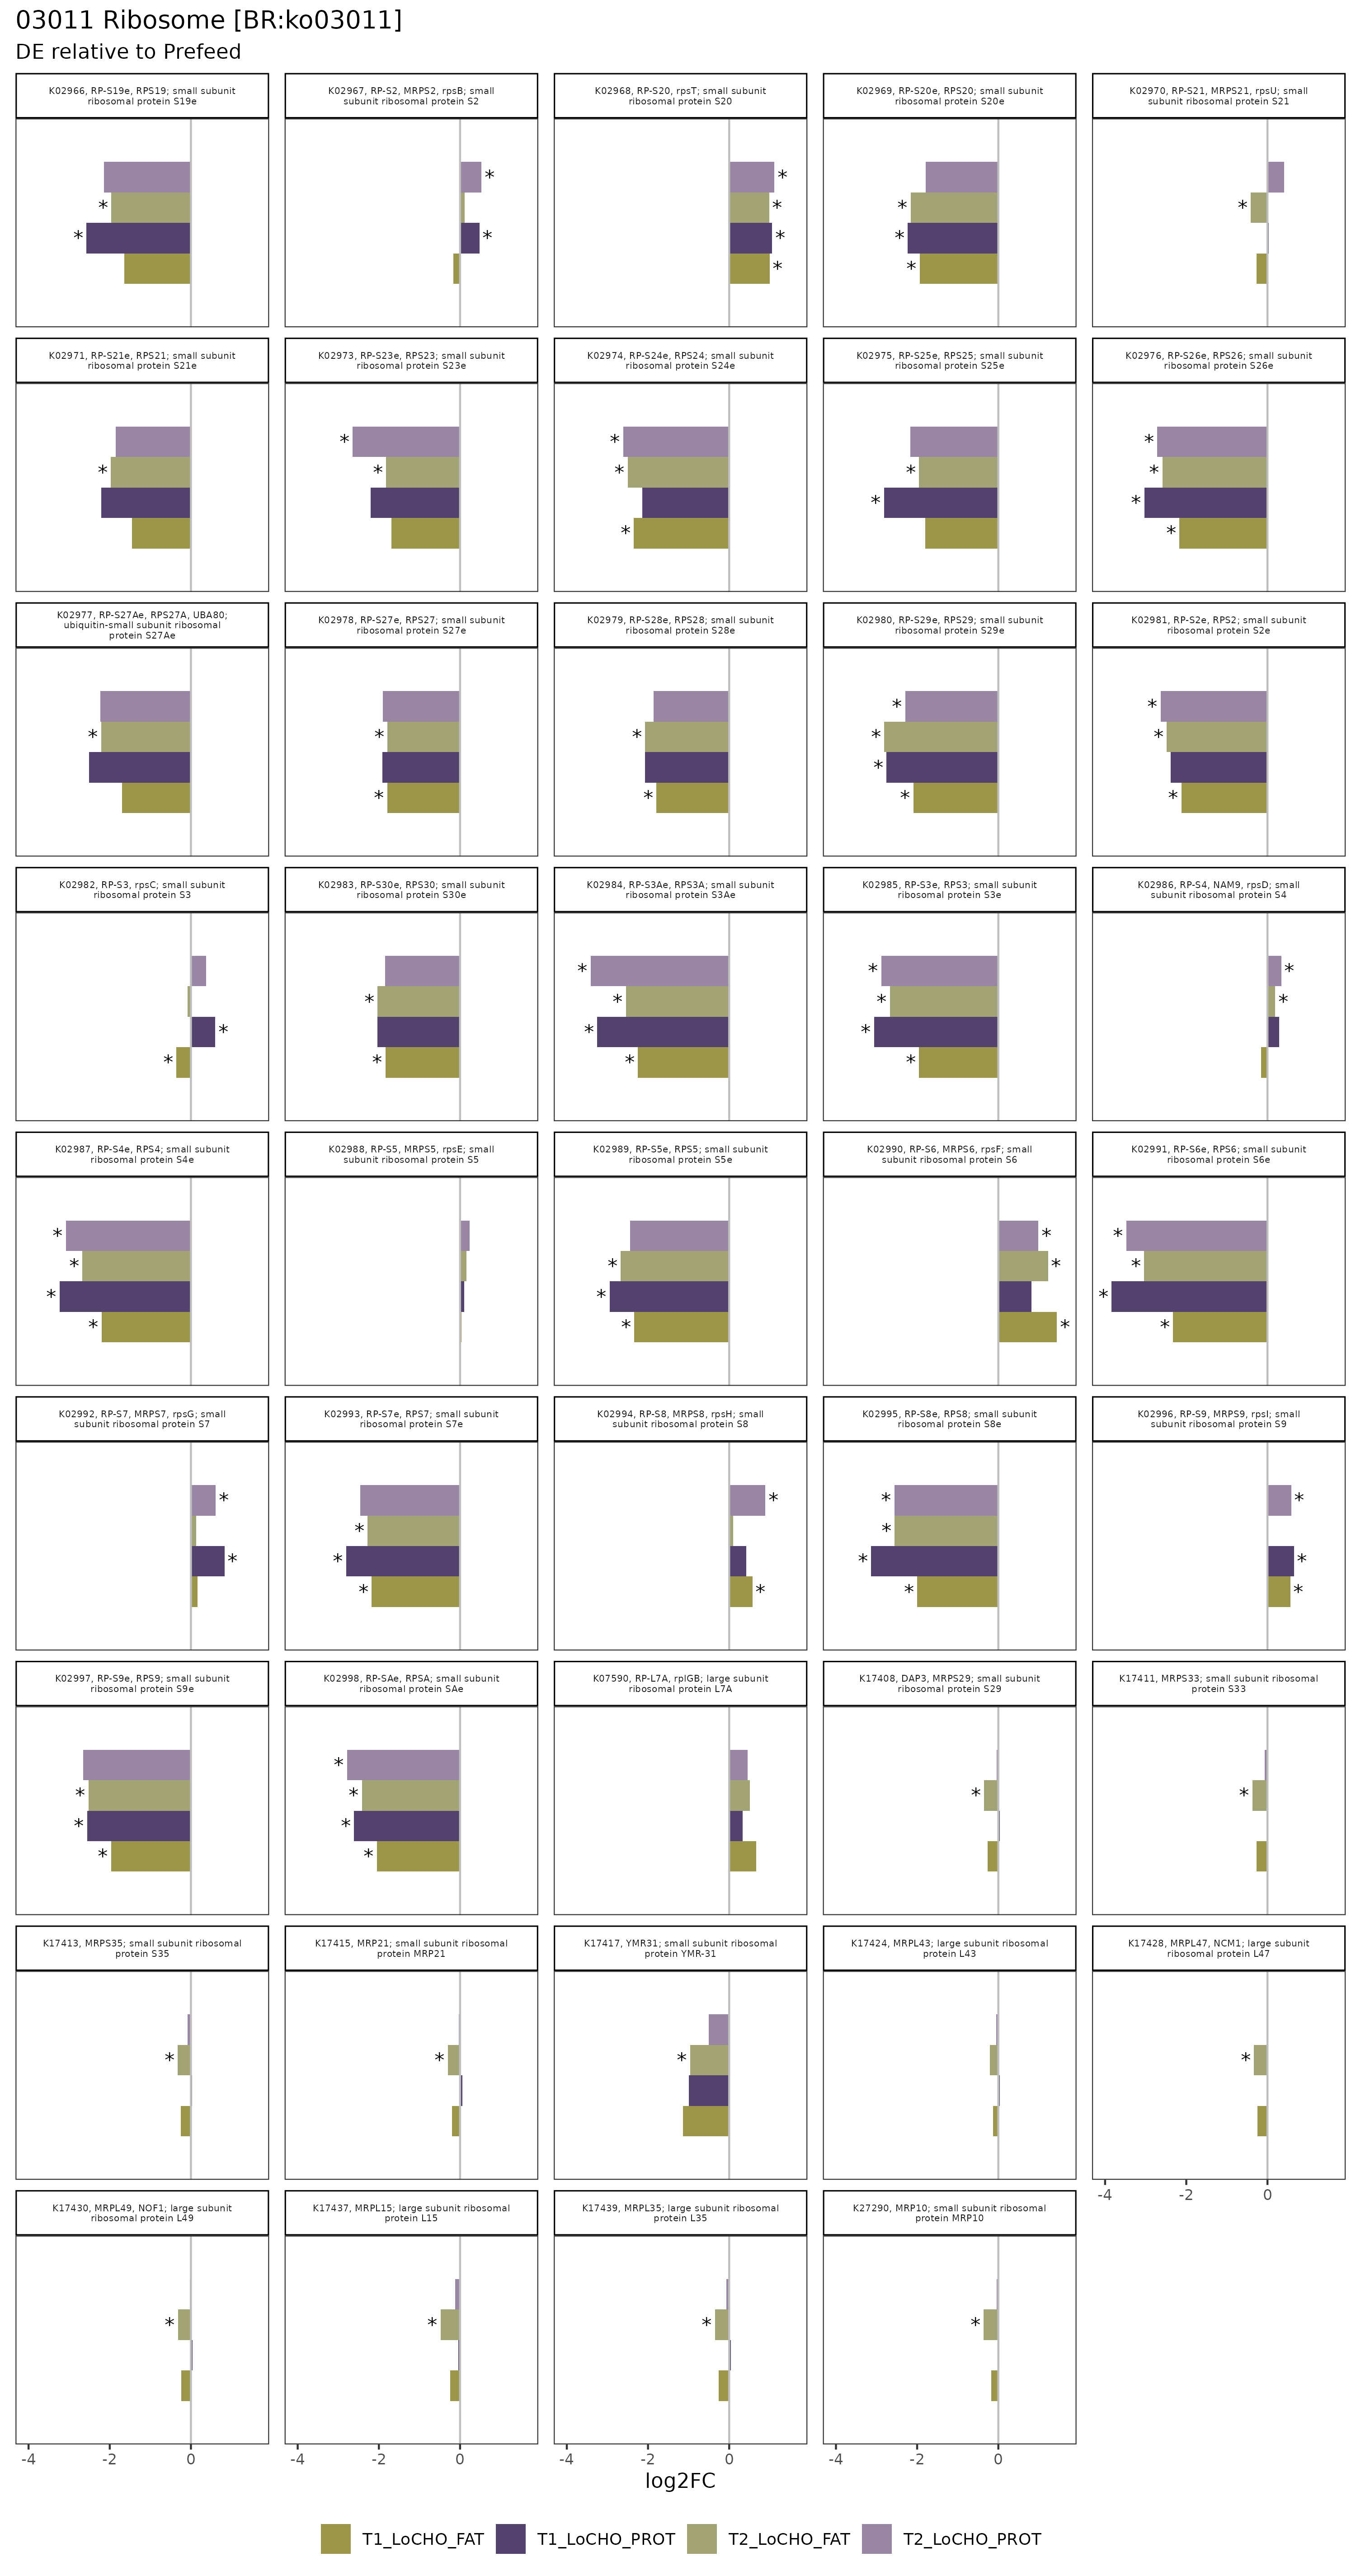 03011 Ribosome [BR:ko03011]
DE relative to Prefeed
K02966, RP-S19e, RPS19; small subunit
ribosomal protein S19e
K02967, RP-S2, MRPS2, rpsB; small
subunit ribosomal protein S2
K02968, RP-S20, rpsT; small subunit
ribosomal protein S20
K02969, RP-S20e, RPS20; small subunit
ribosomal protein S20e
K02970, RP-S21, MRPS21, rpsU; small
subunit ribosomal protein S21
* *
* *
* * * *
* * * *
*
K02971, RP-S21e, RPS21; small subunit
ribosomal protein S21e
K02973, RP-S23e, RPS23; small subunit
ribosomal protein S23e
K02974, RP-S24e, RPS24; small subunit
ribosomal protein S24e
K02975, RP-S25e, RPS25; small subunit
ribosomal protein S25e
K02976, RP-S26e, RPS26; small subunit
ribosomal protein S26e
*
* *
* * *
* *
* * * *
K02977, RP-S27Ae, RPS27A, UBA80;
ubiquitin-small subunit ribosomal
protein S27Ae
K02978, RP-S27e, RPS27; small subunit
ribosomal protein S27e
K02979, RP-S28e, RPS28; small subunit
ribosomal protein S28e
K02980, RP-S29e, RPS29; small subunit
ribosomal protein S29e
K02981, RP-S2e, RPS2; small subunit
ribosomal protein S2e
*
* *
* *
* * * *
* * *
K02982, RP-S3, rpsC; small subunit
ribosomal protein S3
K02983, RP-S30e, RPS30; small subunit
ribosomal protein S30e
K02984, RP-S3Ae, RPS3A; small subunit
ribosomal protein S3Ae
K02985, RP-S3e, RPS3; small subunit
ribosomal protein S3e
K02986, RP-S4, NAM9, rpsD; small
subunit ribosomal protein S4
* *
* *
* * * *
* * * *
* *
K02987, RP-S4e, RPS4; small subunit
ribosomal protein S4e
K02988, RP-S5, MRPS5, rpsE; small
subunit ribosomal protein S5
K02989, RP-S5e, RPS5; small subunit
ribosomal protein S5e
K02990, RP-S6, MRPS6, rpsF; small
subunit ribosomal protein S6
K02991, RP-S6e, RPS6; small subunit
ribosomal protein S6e
* * * *
* * *
* * *
* * * *
K02992, RP-S7, MRPS7, rpsG; small
subunit ribosomal protein S7
K02993, RP-S7e, RPS7; small subunit
ribosomal protein S7e
K02994, RP-S8, MRPS8, rpsH; small
subunit ribosomal protein S8
K02995, RP-S8e, RPS8; small subunit
ribosomal protein S8e
K02996, RP-S9, MRPS9, rpsI; small
subunit ribosomal protein S9
* *
* * *
* *
* * * *
* * *
K02997, RP-S9e, RPS9; small subunit
ribosomal protein S9e
K02998, RP-SAe, RPSA; small subunit
ribosomal protein SAe
K07590, RP-L7A, rplGB; large subunit
ribosomal protein L7A
K17408, DAP3, MRPS29; small subunit
ribosomal protein S29
K17411, MRPS33; small subunit ribosomal
protein S33
* * *
* * * *
*
*
K17413, MRPS35; small subunit ribosomal
protein S35
K17415, MRP21; small subunit ribosomal
protein MRP21
K17417, YMR31; small subunit ribosomal
protein YMR-31
K17424, MRPL43; large subunit ribosomal
protein L43
K17428, MRPL47, NCM1; large subunit
ribosomal protein L47
*
*
*
*
-4 -2 0
K17430, MRPL49, NOF1; large subunit
ribosomal protein L49
K17437, MRPL15; large subunit ribosomal
protein L15
K17439, MRPL35; large subunit ribosomal
protein L35
K27290, MRP10; small subunit ribosomal
protein MRP10
*
*
*
*
-4 -2 0
-4 -2 0
-4 -2 0
-4 -2 0
log2FC
T1_LoCHO_FAT
T1_LoCHO_PROT
T2_LoCHO_FAT
T2_LoCHO_PROT